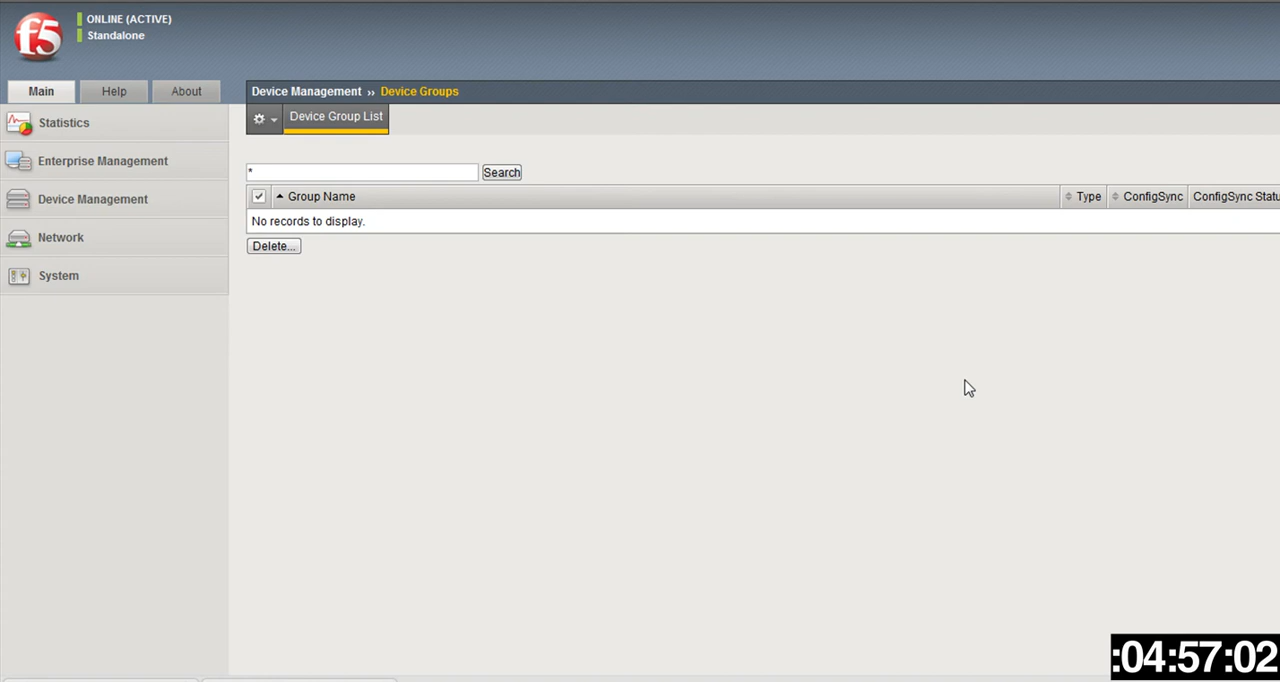 f5
ONLINE (ACTIVE)
Standalone
Main
Help
About
Device Management ›› Device Groups
Device Group List
Statistics
Enterprise Management
Device Management
Network
System
*
Search
Group Name
Type
ConfigSync
ConfigSync Statu
No records to display.
Delete...
:04:57:02